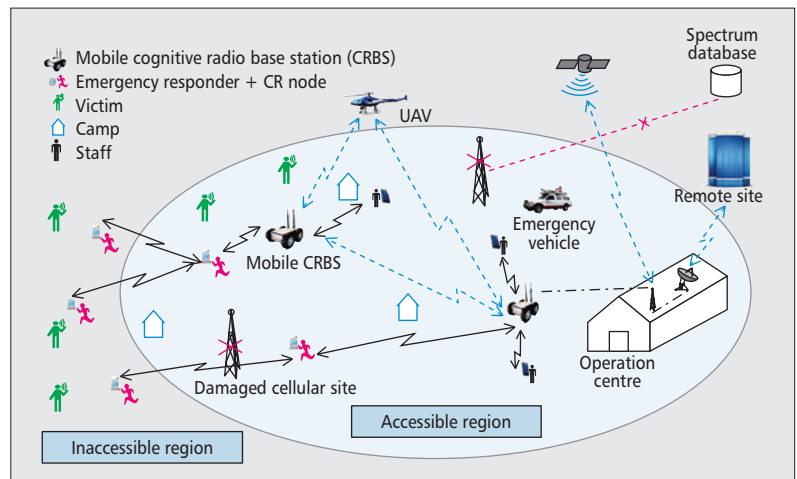 Mobile cognitive radio base station (CRBS)
Emergency responder + CR node
Victim
Camp
Staff
UAV
Spectrum
database
Remote site
Emergency
vehicle
Mobile CRBS
Operation
centre
Damaged cellular site
Accessible region
Inaccessible region